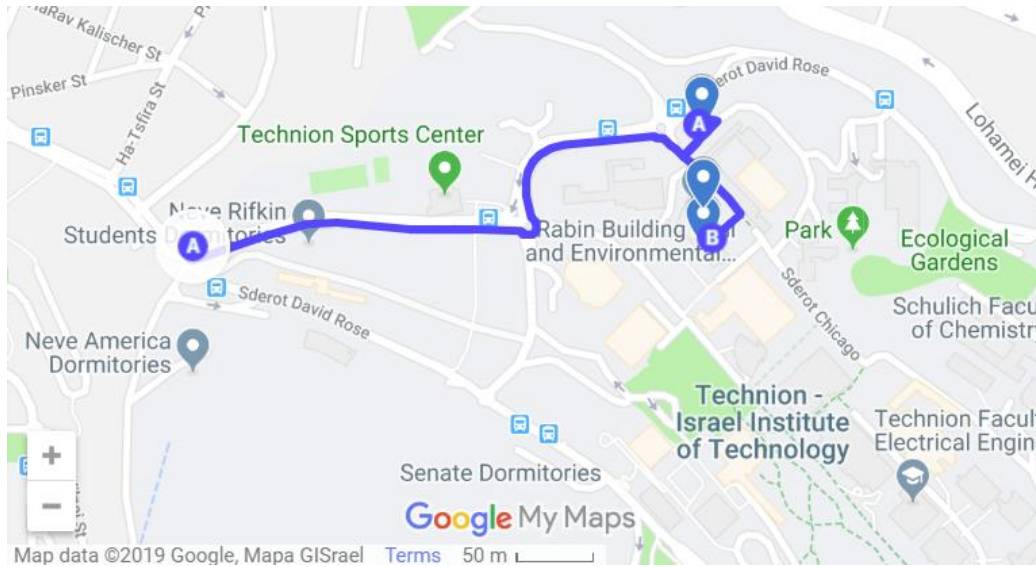 HaRav Kalischer St
Pinsker St
Ha-Tsfira St
Technion Sports Center
Sderot David Rose
Lohamei H
A
Neve Rifkin
Students Dormitories
A
Rabin Building
and Environmental...
B
Park
Ecological
Gardens
Sderot David Rose
Sderot Chicago
Schulich Facu
of Chemistr
Neve America
Dormitories
Technion -
Israel Institute
of Technology
Technion Facul
Electrical Engin
Senate Dormitories
+
−
Google My Maps
Map data ©2019 Google, Mapa GISrael Terms 50 m